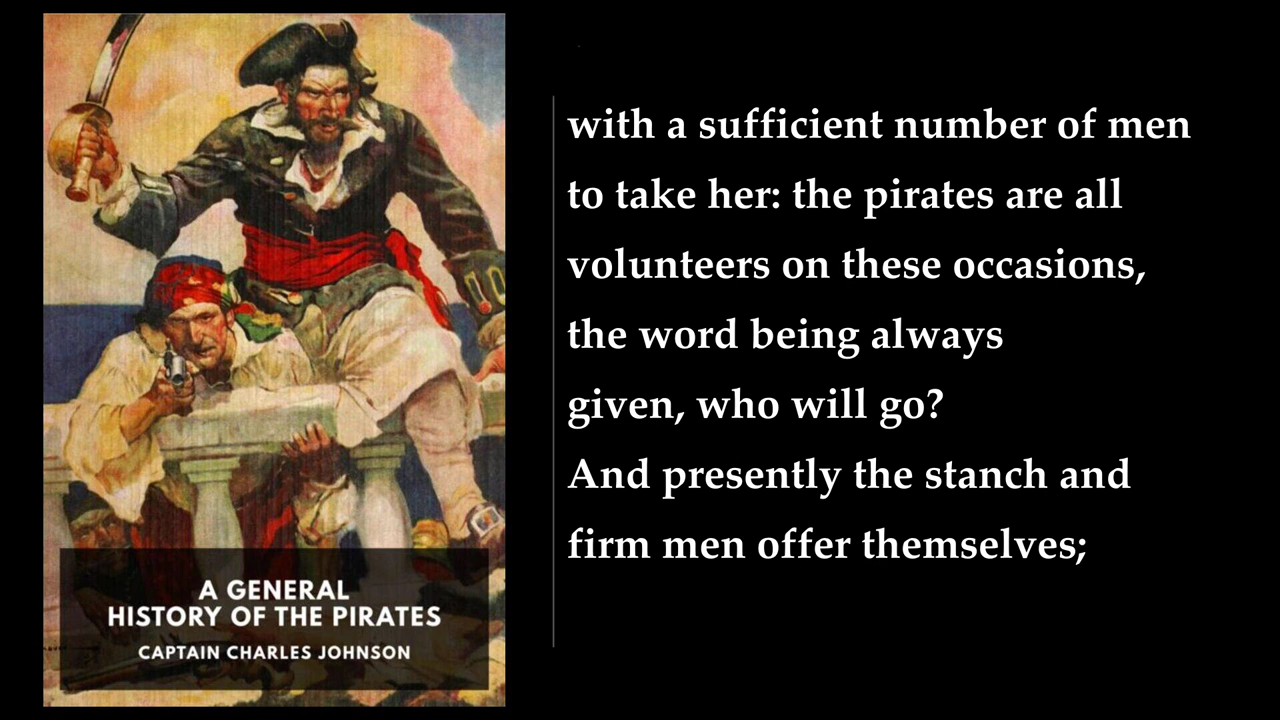 with a sufficient number of men
to take her: the pirates are all
volunteers on these occasions,
the word being always
given, who will go?
And presently the stanch and
firm men offer themselves;
A GENERAL
HISTORY OF THE PIRATES
CAPTAIN CHARLES JOHNSON